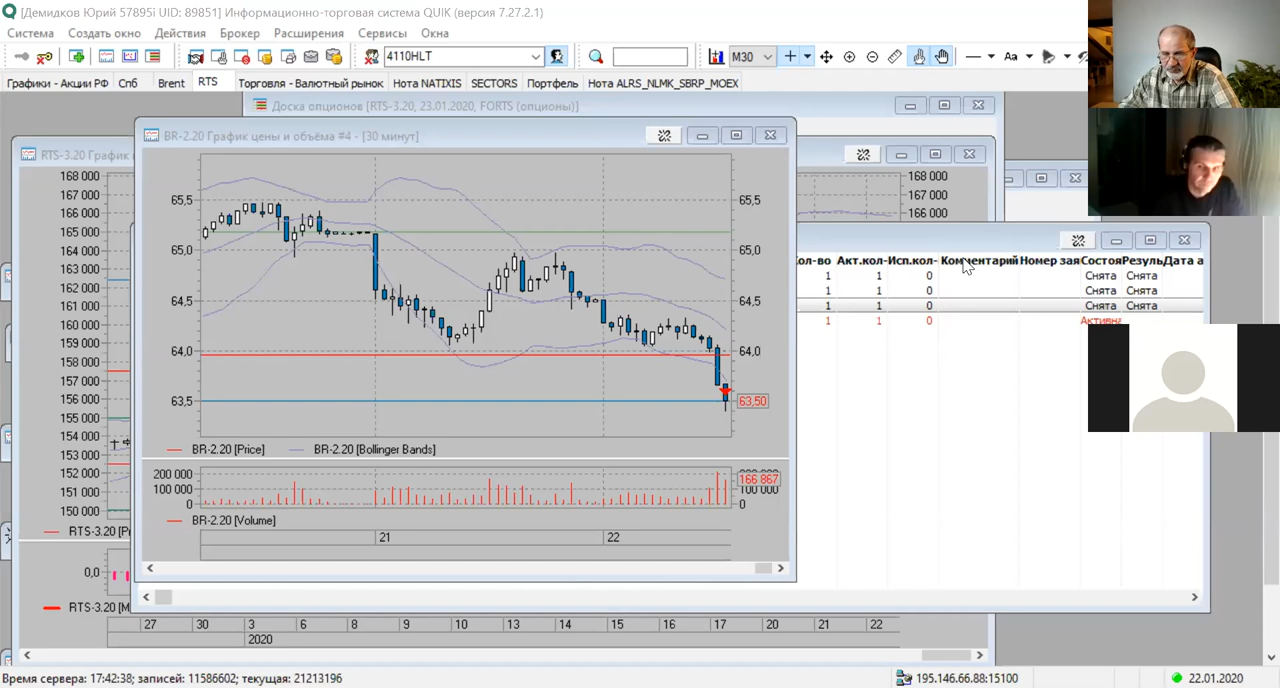 [Демидков Юрий 57895i UID: 89851] Информационно-торговая система QUIK (версия 7.27.2.1)
Система Создать окно Действия Брокер Расширения Сервисы Окна
4110HLT M30 Aa
Графики - Акции РФ Спб Brent RTS Торговля - Валютный рынок Нота NATIXIS SECTORS Портфель Нота ALRS_NLMK_SBRP_MOEX
Доска опционов [RTS-3.20, 23.01.2020, FORTS (опционы)]
BR-2.20 График цены и объёма #4 - [30 минут]
RTS-3.20 График
168 000
167 000
166 000
165 000
164 000
163 000
162 000
161 000
160 000
159 000
158 000
157 000
156 000
155 000
154 000
153 000
152 000
151 000
150 000
RTS-3.20 [P
0,0
RTS-3.20 [M
65,5
65,0
64,5
64,0
63,5
65,5
65,0
64,5
64,0
63,50
BR-2.20 [Price] BR-2.20 [Bollinger Bands]
200 000
100 000
0
166 867
100 000
0
BR-2.20 [Volume]
21 22
168 000
167 000
166 000
Кол-во Акт.кол- Исп.кол- Комментарий Номер зая Состоя Резуль Дата а
1 1 0 Снята Снята
1 1 0 Снята Снята
1 1 0 Снята Снята
1 1 0 Активна
27 30 3 6 8 9 10 13 14 15 16 17 20 21 22
2020
Время сервера: 17:42:38; записей: 11586602; текущая: 21213196
195.146.66.88:15100
22.01.2020